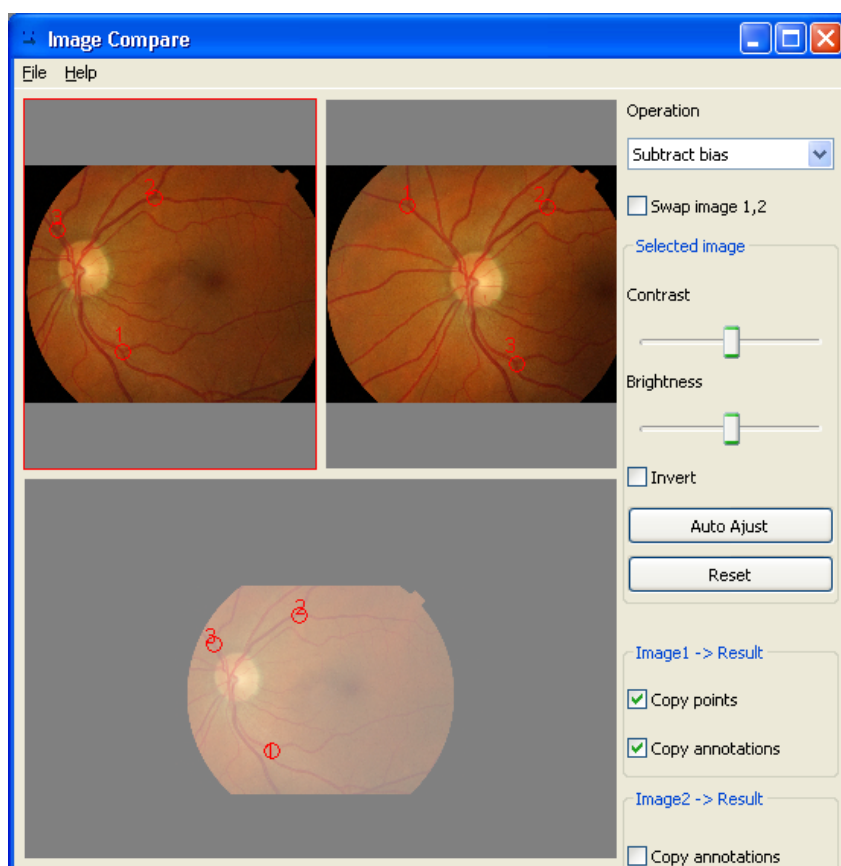 Image Compare
File Help
2
3
1
1
2
3
2
3
1
Operation
Subtract bias
Swap image 1,2
Selected image
Contrast
Brightness
Invert
Auto Ajust
Reset
Image1 -> Result
Copy points
Copy annotations
Image2 -> Result
Copy annotations